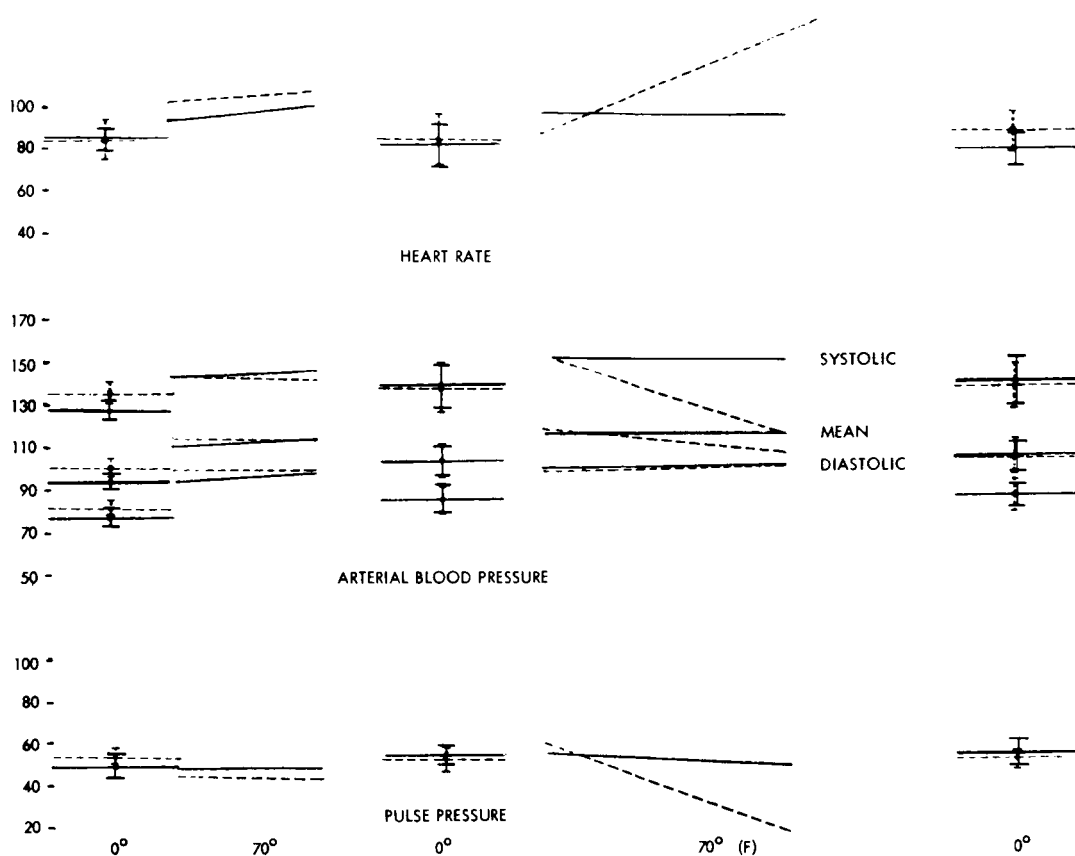 100 -
80 -
60 -
40 -
HEART RATE
170 -
150 -
130 -
110 -
90 -
70 -
50 -
SYSTOLIC
MEAN
DIASTOLIC
ARTERIAL BLOOD PRESSURE
100 -
80 -
60 -
40 -
20 -
PULSE PRESSURE
0° 70° 0° 70° (F) 0°